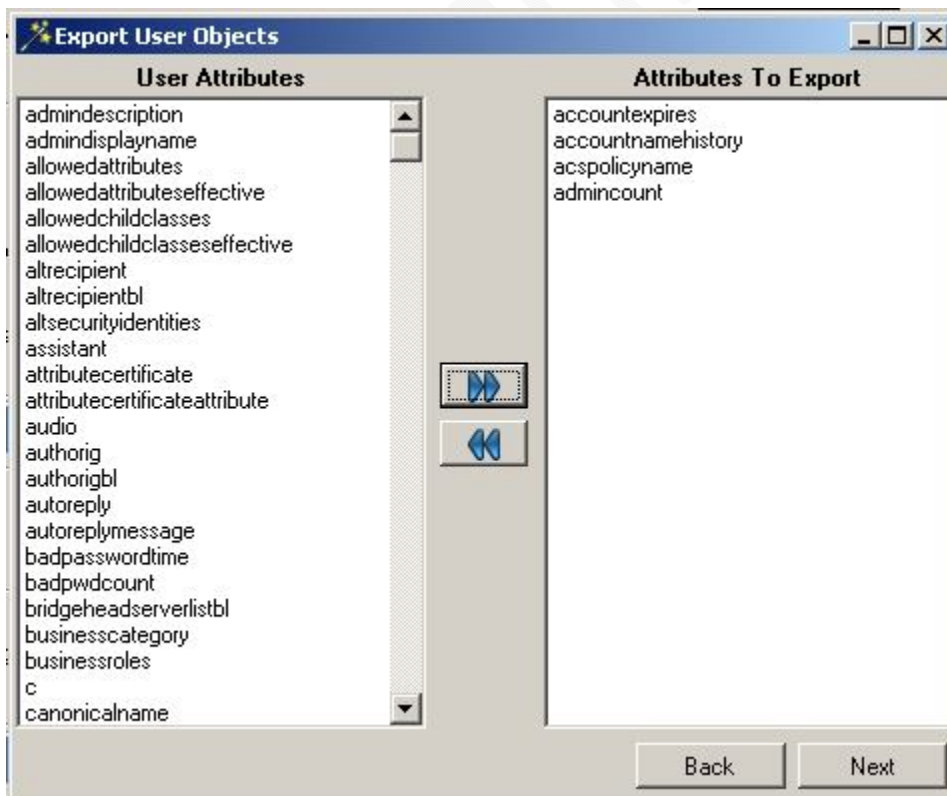 Export User Objects
User Attributes
admindescription
admindisplayname
allowedattributes
allowedattributeseffective
allowedchildclasses
allowedchildclasseseffective
altrecipient
altrecipientbl
altsecurityidentities
assistant
attributecertificate
attributecertificateattribute
audio
authorig
authorigbl
autoreply
autoreplymessage
badpasswordtime
badpwdcount
bridgeheadserverlistbl
businesscategory
businessroles
c
canonicalname
Attributes To Export
accountexpires
accountnamehistory
acspolicyname
admincount
Back
Next